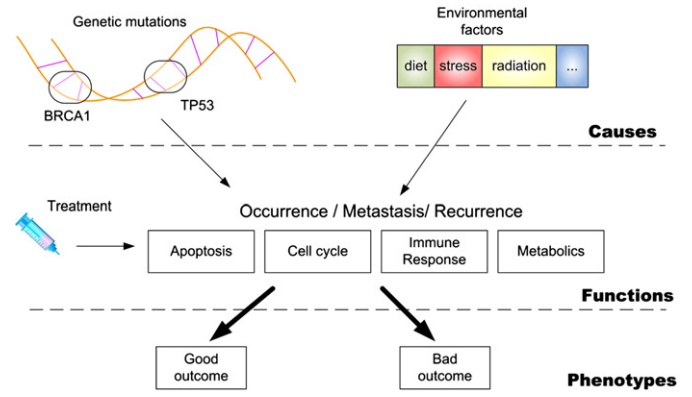 Genetic mutations
BRCA1
TP53
Environmental
factors
diet
stress
radiation
...
Causes
Treatment
Occurrence / Metastasis/ Recurrence
Apoptosis
Cell cycle
Immune
Response
Metabolics
Functions
Good
outcome
Bad
outcome
Phenotypes